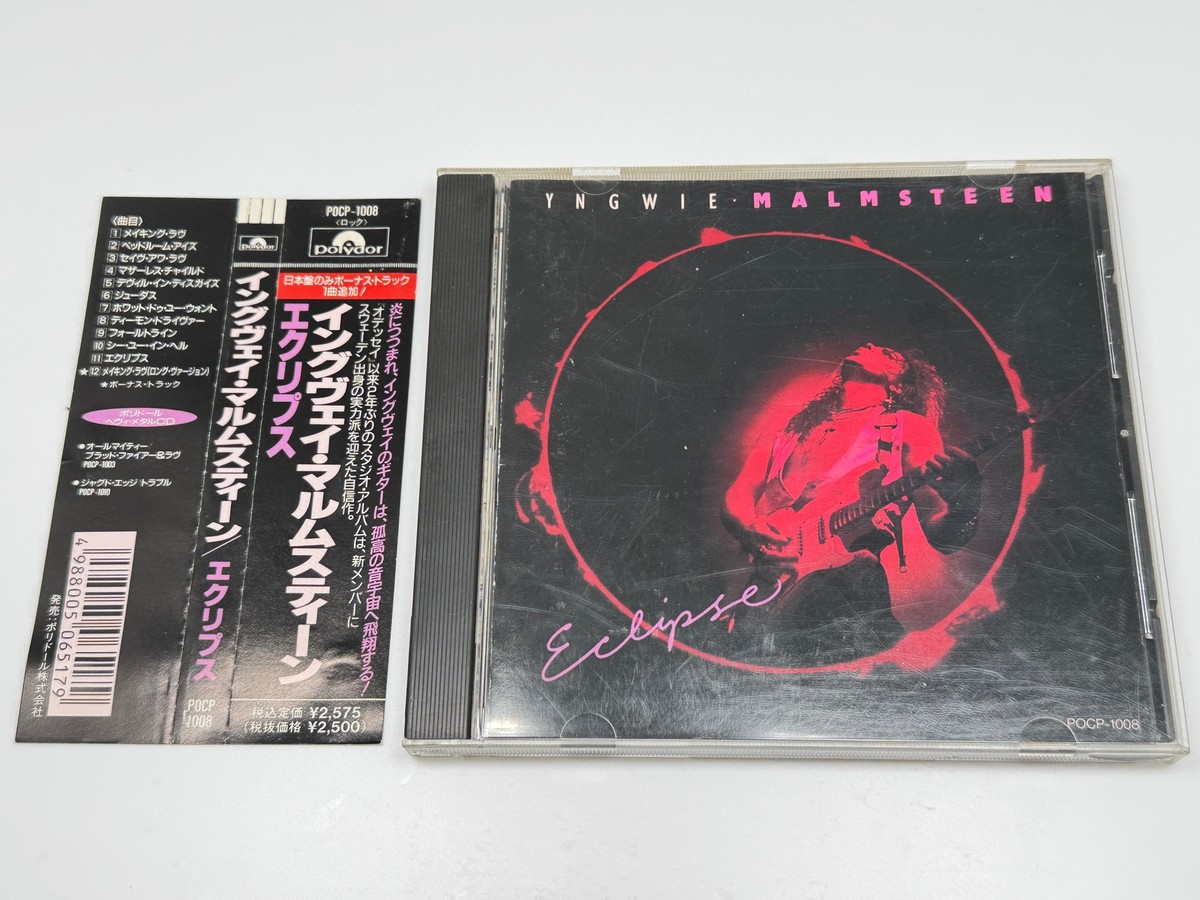 〈曲目〉
1 メイキング・ラヴ
2 ベッドルーム・アイズ
3 セイヴ・アワ・ラヴ
4 マザーレス・チャイルド
5 デヴィル・イン・ディスガイズ
6 ジューダス
7 ホワット・ドゥ・ユー・ウォント
8 ディーモン・ドライヴァー
9 フォールトライン
10 シー・ユー・イン・ヘル
11 エクリプス
★12 メイキング・ラヴ(ロング・ヴァージョン)
★ボーナス・トラック
ポリドール
ヘヴィ・メタルCD
●オールマイティー
ブラッド・ファイアー&ラヴ
POCP-1003
●ジャグド・エッジ/トラブル
POCP-1010
4988005065179
発売:ポリドール株式会社
polydor
イングヴェイ・マルムスティーン/エクリプス
POCP
1008
POCP-1008
〈ロック〉
polydor
日本盤のみボーナス・トラック
1曲追加!
炎につつまれ、イングヴェイのギターは、孤高の音宇宙へ飛翔する!
『オデッセイ』以来2年ぶりのスタジオ・アルバムは、新メンバーに
スウェーデン出身の実力派を迎えた自信作。
イングヴェイ・マルムスティーン
エクリプス
税込定価 ¥2,575
(税抜価格 ¥2,500)
YNGWIE・MALMSTEEN
Eclipse
POCP-1008